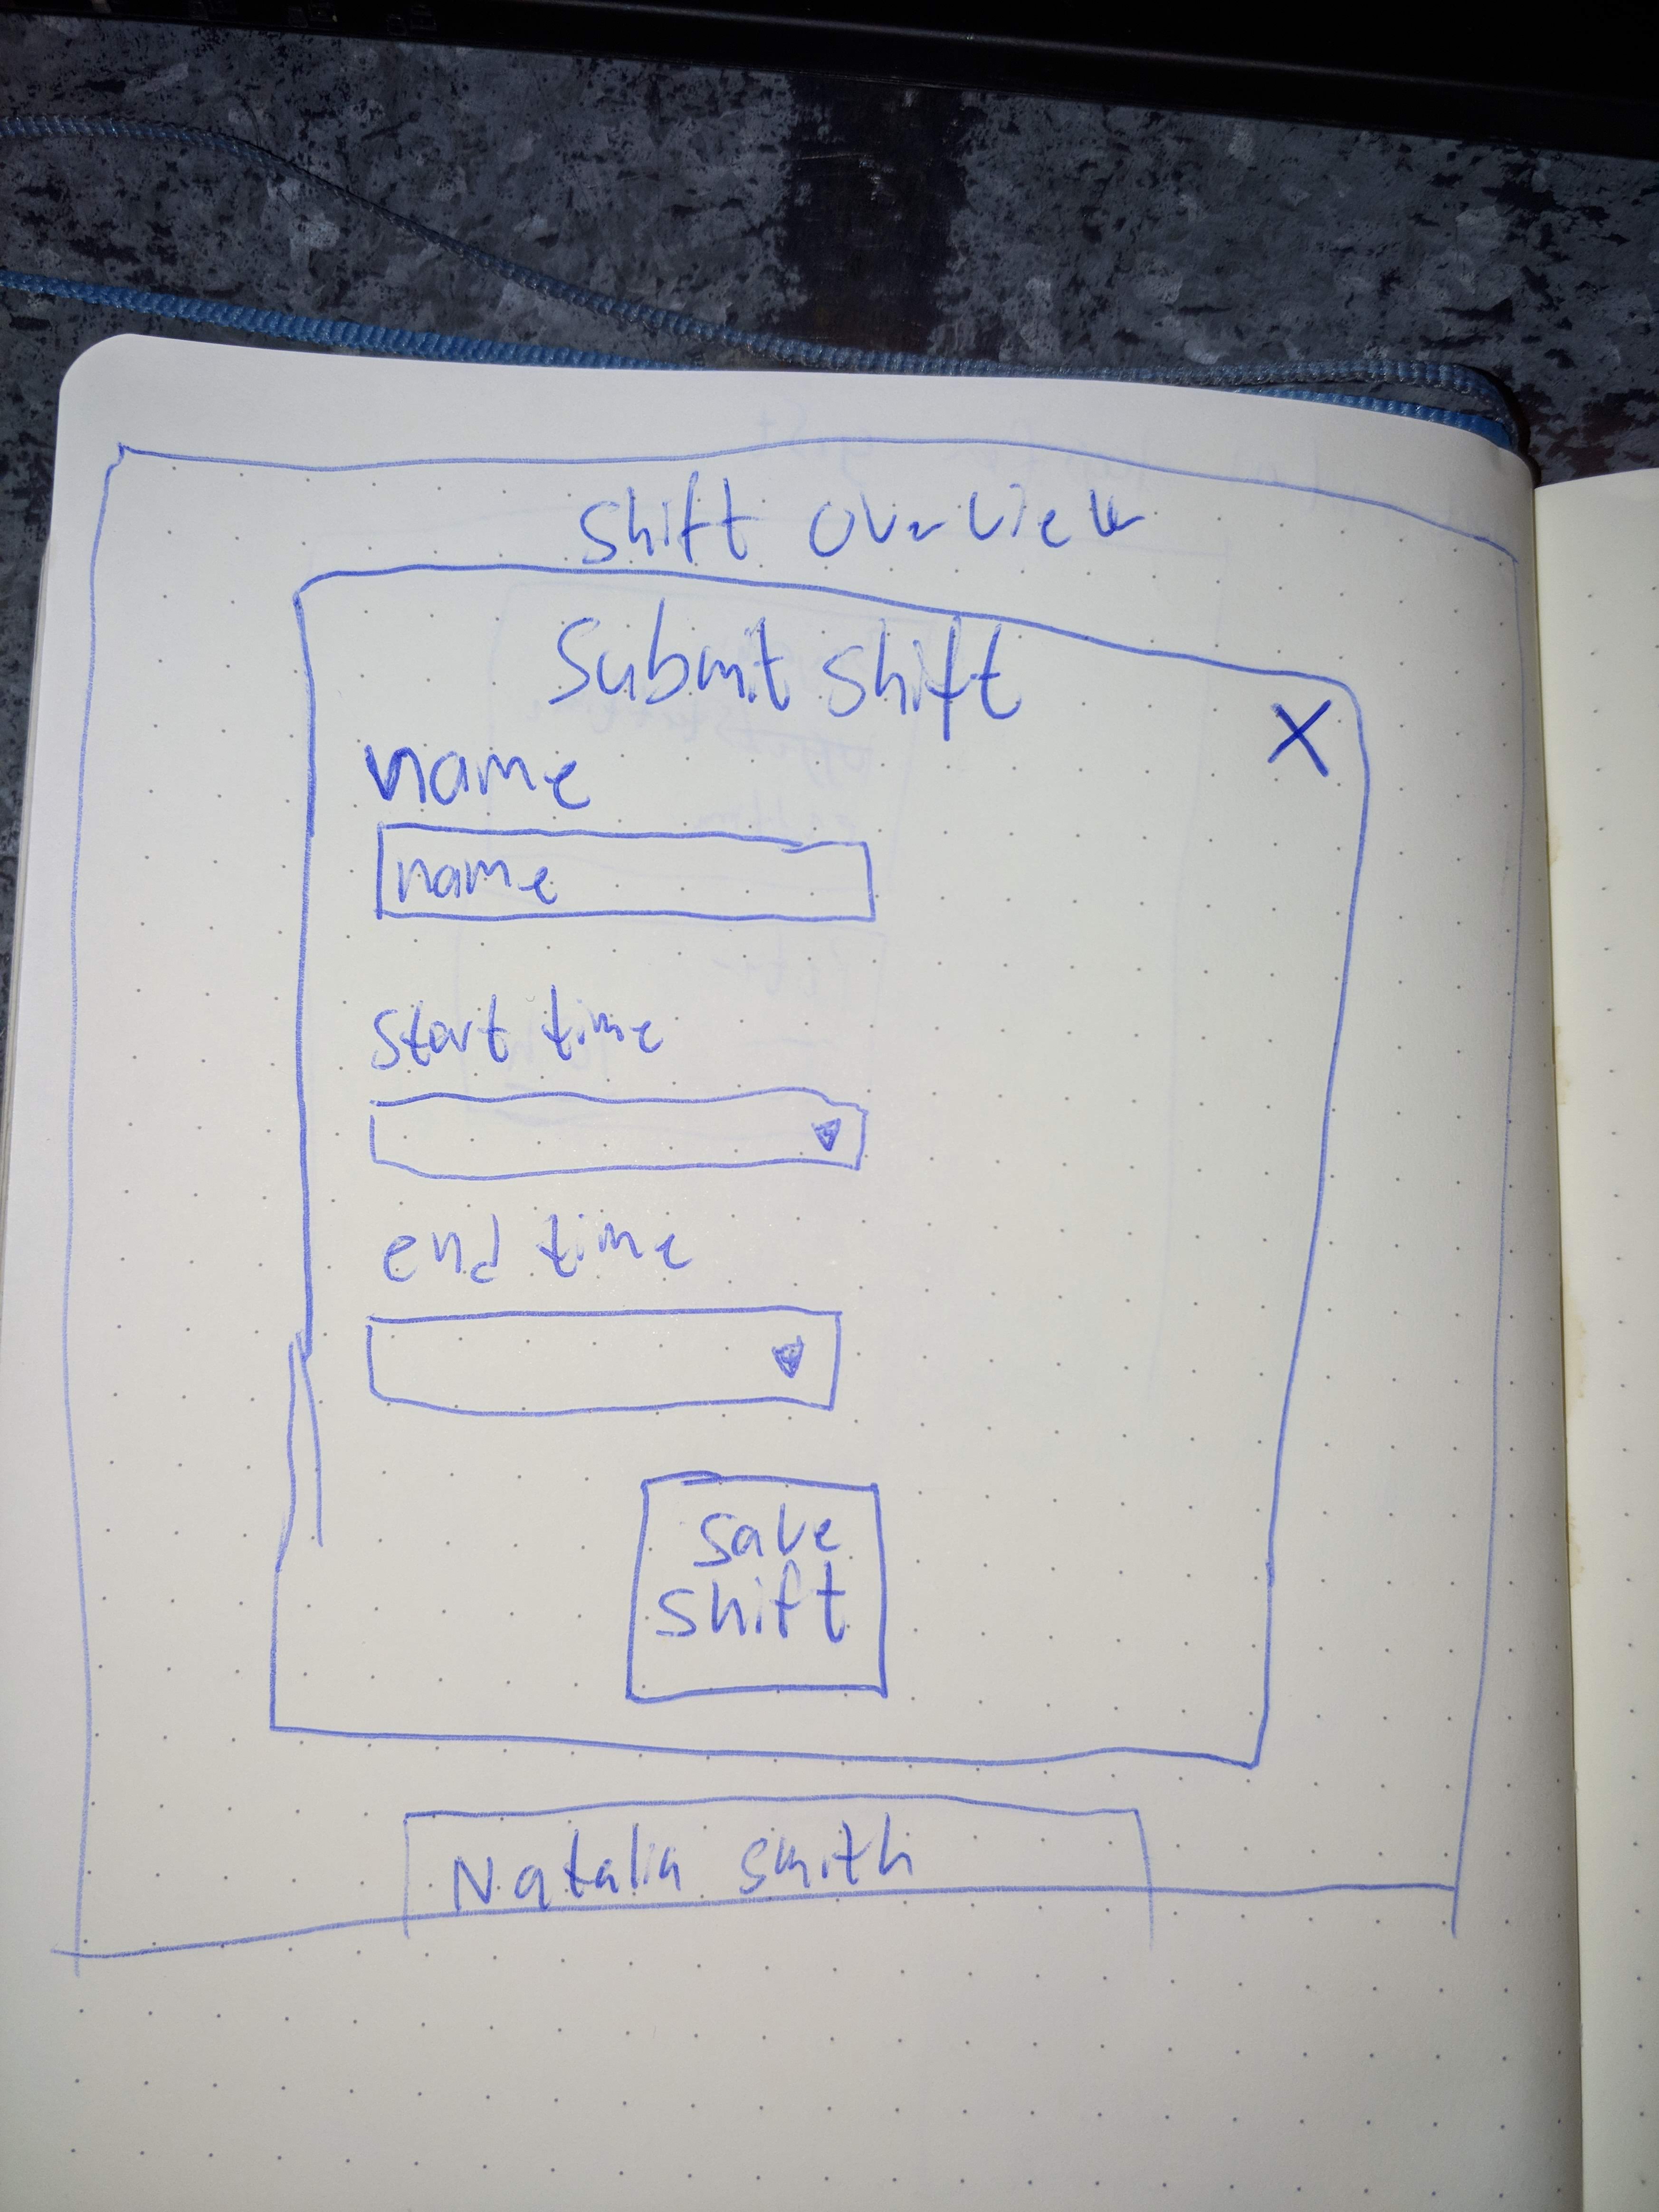 Shift overview
Submit shift
X
name
name
start time
end time
save
shift
Natalia Smith